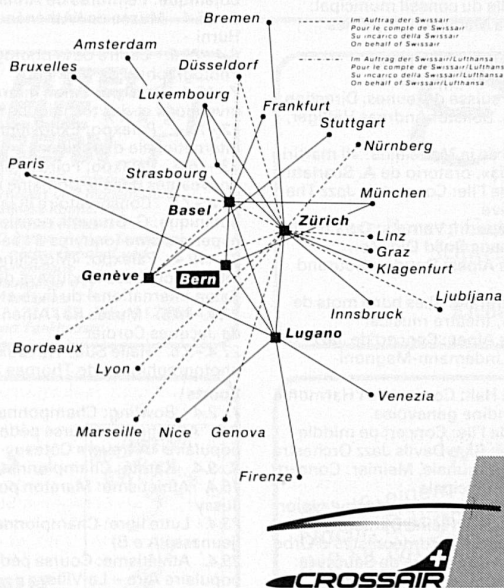 Bremen
Im Auftrag der Swissair
Pour le compte de Swissair
Su incarico della Swissair
On behalf of Swissair
Im Auftrag der Swissair/Lufthansa
Pour le compte de Swissair/Lufthansa
Su incarico della Swissair/Lufthansa
On behalf of Swissair/Lufthansa
Amsterdam
Bruxelles
Düsseldorf
Luxembourg
Frankfurt
Stuttgart
Nürnberg
Paris
Strasbourg
München
Basel
Zürich
Linz
Graz
Klagenfurt
Genève
Bern
Ljubljana
Innsbruck
Lugano
Bordeaux
Lyon
Venezia
Marseille
Nice
Genova
Firenze
CROSSAIR